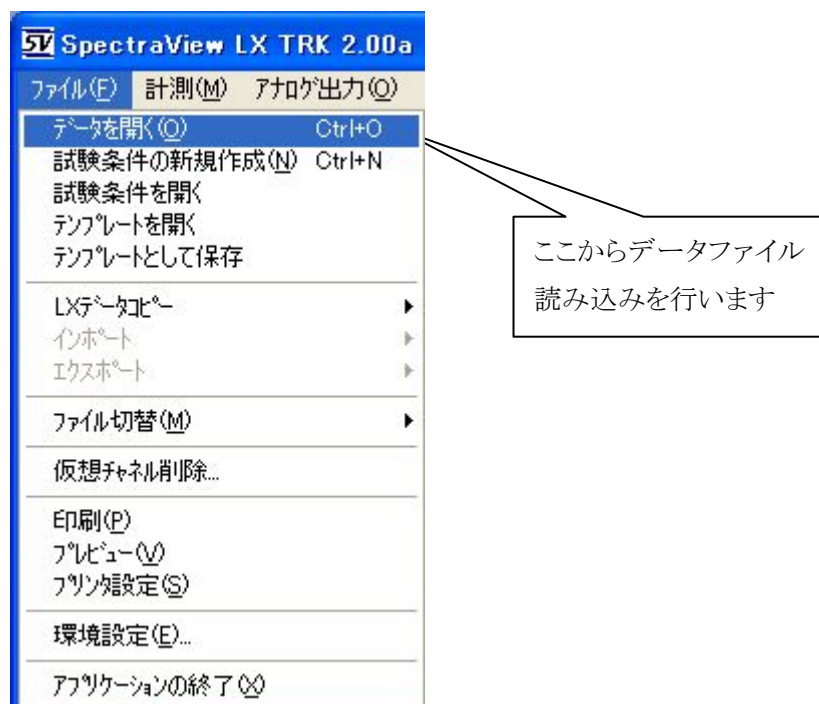 SV SpectraView LX TRK 2.00a
ファイル(F) 計測(M) アナログ出力(O)
データを開く(O) Ctrl+O
試験条件の新規作成(N) Ctrl+N
試験条件を開く
テンプレートを開く
テンプレートとして保存
LXデータコピー
インポート
エクスポート
ファイル切替(M)
仮想チャネル削除...
印刷(P)
プレビュー(V)
プリンタ設定(S)
環境設定(E)...
アプリケーションの終了(X)
ここからデータファイル
読み込みを行います